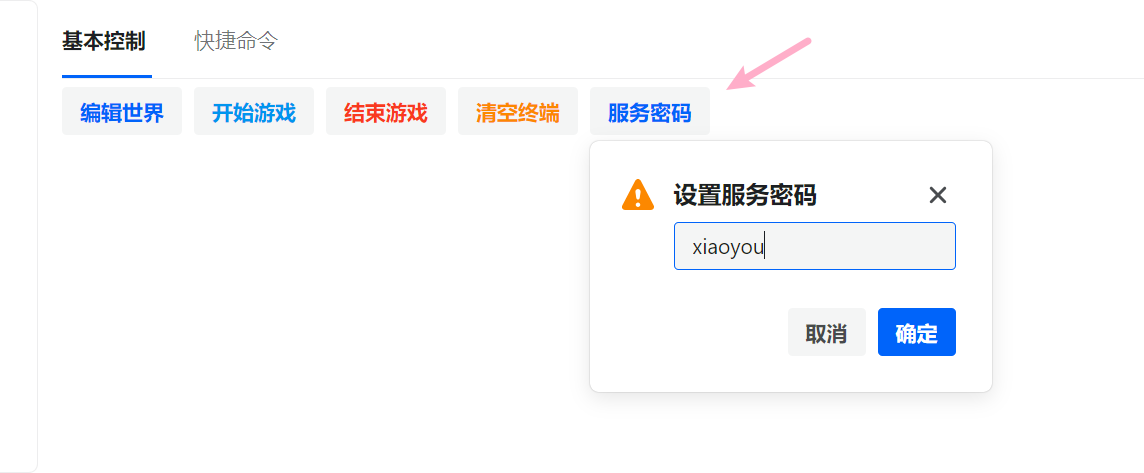 基本控制 快捷命令
编辑世界 开始游戏 结束游戏 清空终端 服务密码
设置服务密码
xiaoyou
取消 确定